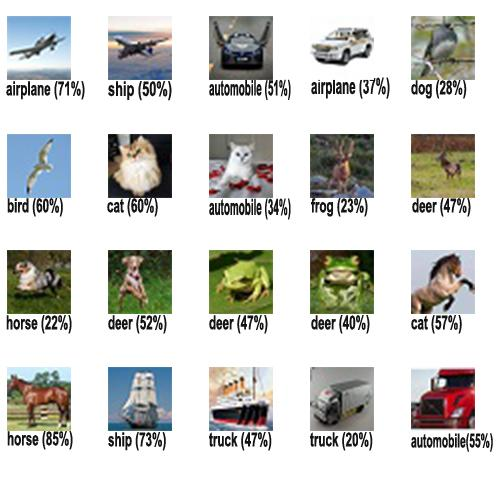 airplane (71%) ship (50%) automobile (51%) airplane (37%) dog (28%)
bird (60%) cat (60%) automobile (34%) frog (23%) deer (47%)
horse (22%) deer (52%) deer (47%) deer (40%) cat (57%)
horse (85%) ship (73%) truck (47%) truck (20%) automobile(55%)